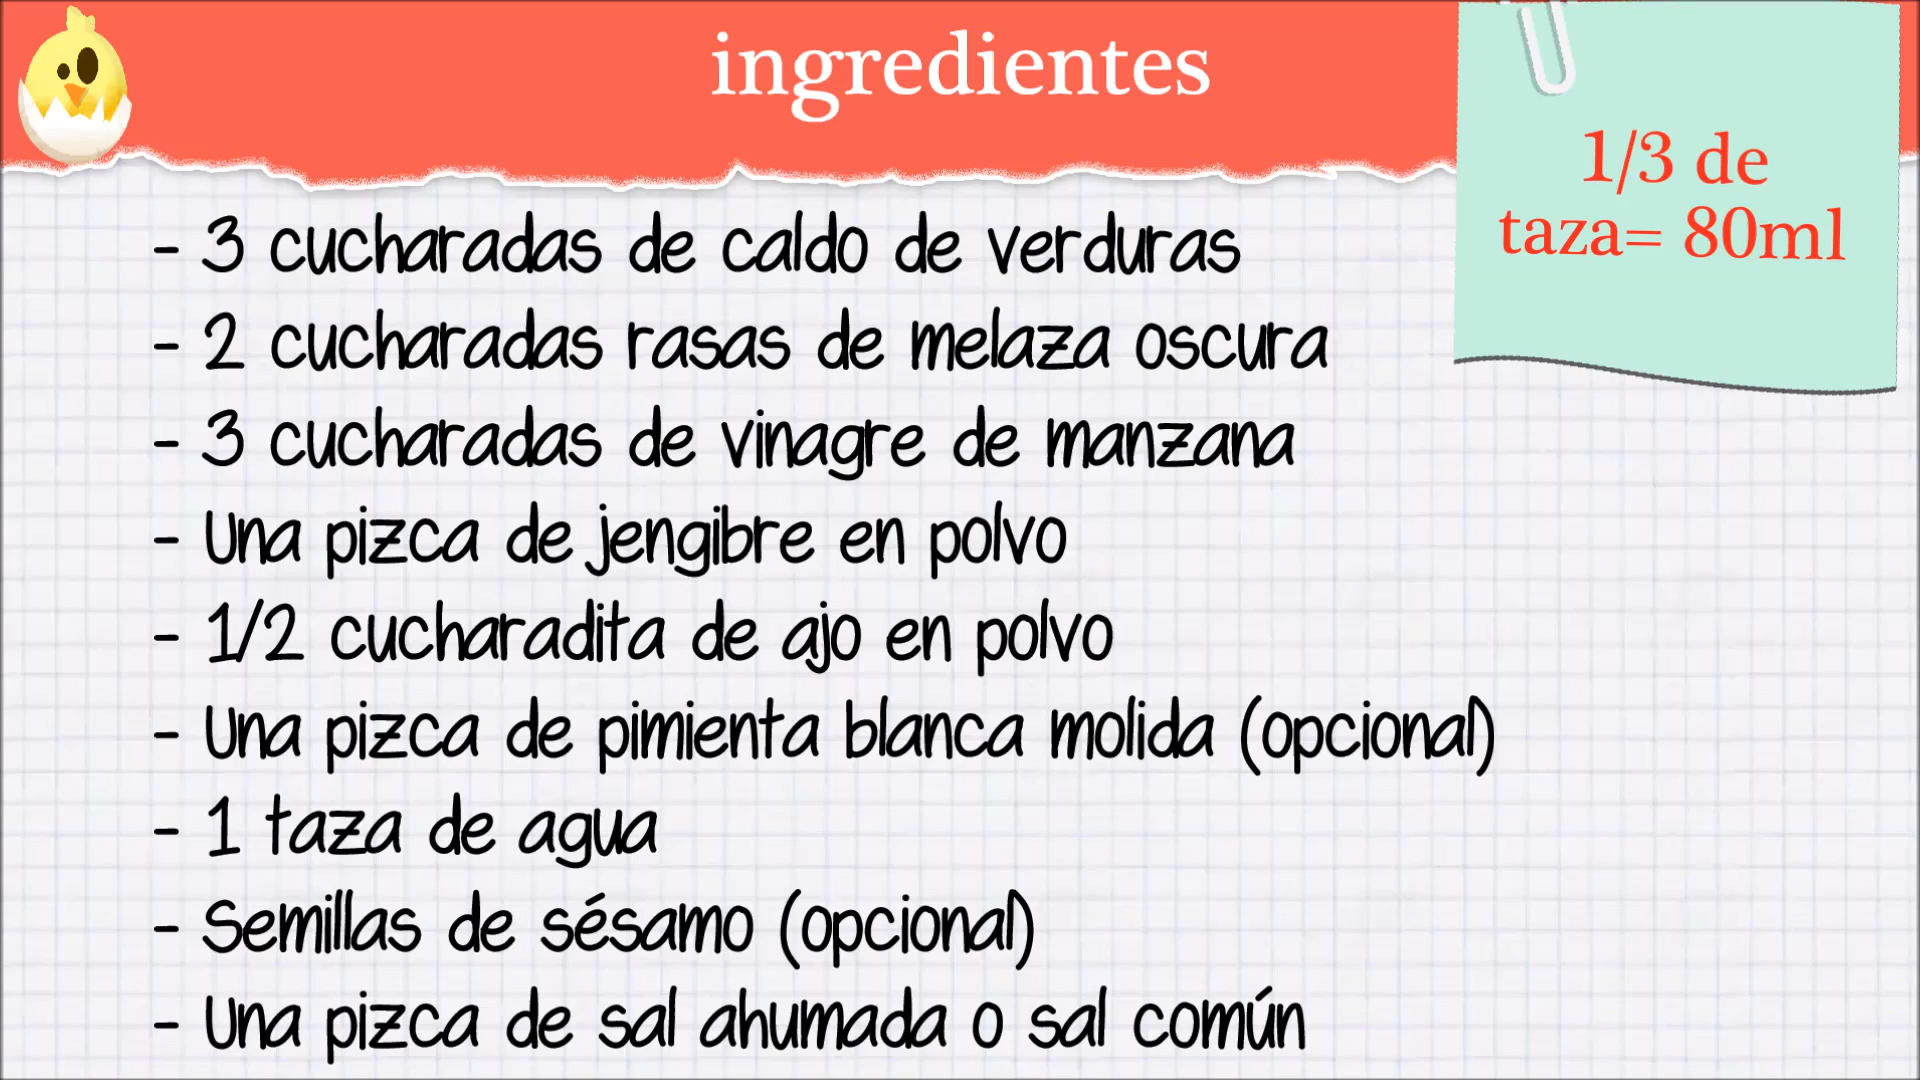 ingredientes
1/3 de
taza= 80ml
- 3 cucharadas de caldo de verduras
- 2 cucharadas rasas de melaza oscura
- 3 cucharadas de vinagre de manzana
- Una pizca de jengibre en polvo
- 1/2 cucharadita de ajo en polvo
- Una pizca de pimienta blanca molida (opcional)
- 1 taza de agua
- Semillas de sésamo (opcional)
- Una pizca de sal ahumada o sal común